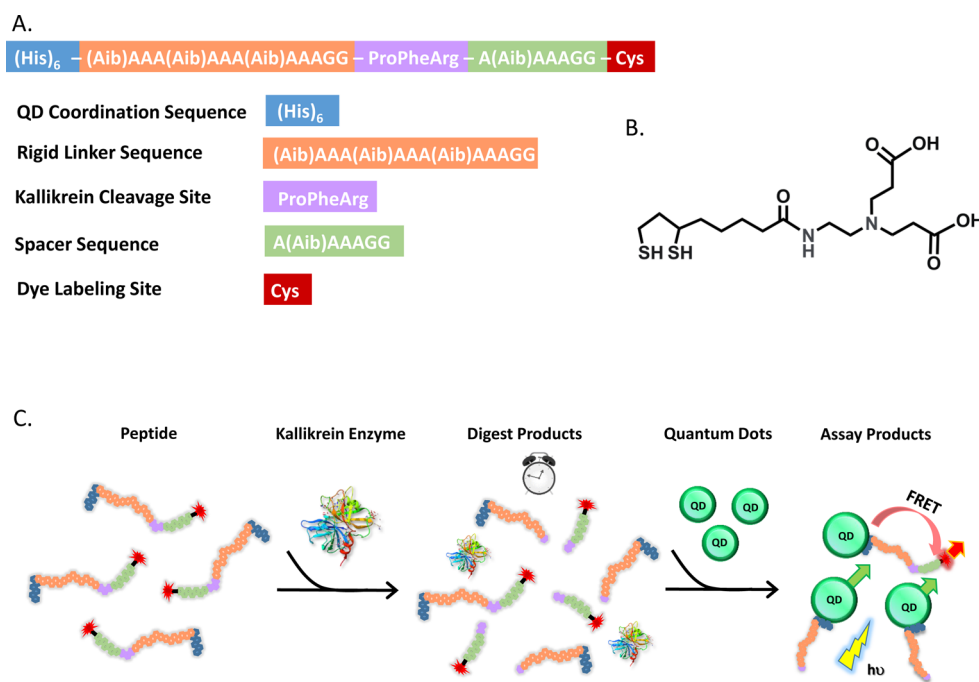 A.
(His)6 – (Aib)AAA(Aib)AAA(Aib)AAAGG – ProPheArg – A(Aib)AAAGG – Cys
QD Coordination Sequence (His)6
Rigid Linker Sequence (Aib)AAA(Aib)AAA(Aib)AAAGG
Kallikrein Cleavage Site ProPheArg
Spacer Sequence A(Aib)AAAGG
Dye Labeling Site Cys
B.
O
OH
O
N
H
N
OH
O
SH SH
C.
Peptide Kallikrein Enzyme Digest Products Quantum Dots Assay Products
FRET
QD QD
QD
QD
QD QD
hυ